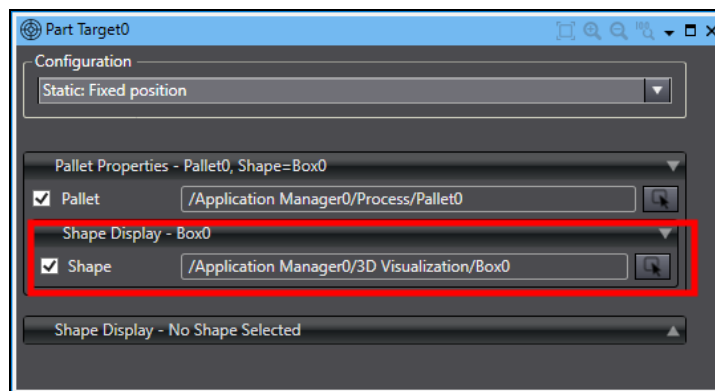 Part Target0
Configuration
Static: Fixed position
Pallet Properties - Pallet0, Shape=Box0
Pallet /Application Manager0/Process/Pallet0
Shape Display - Box0
Shape /Application Manager0/3D Visualization/Box0
Shape Display - No Shape Selected